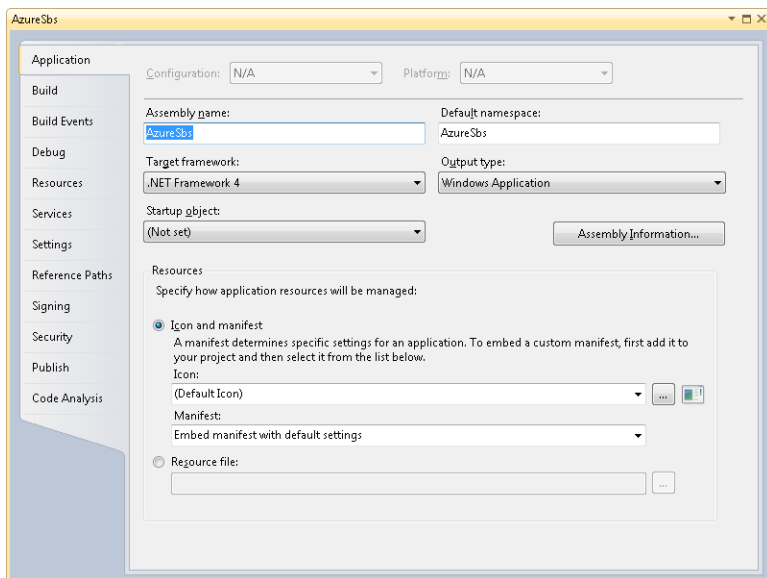 AzureSbs
Application
Build
Build Events
Debug
Resources
Services
Settings
Reference Paths
Signing
Security
Publish
Code Analysis
Configuration: N/A Platform: N/A
Assembly name: Default namespace:
AzureSbs AzureSbs
Target framework: Output type:
.NET Framework 4 Windows Application
Startup object:
(Not set) Assembly Information...
Resources
Specify how application resources will be managed:
Icon and manifest
A manifest determines specific settings for an application. To embed a custom manifest, first add it to
your project and then select it from the list below.
Icon:
(Default Icon) ...
Manifest:
Embed manifest with default settings
Resource file:
...